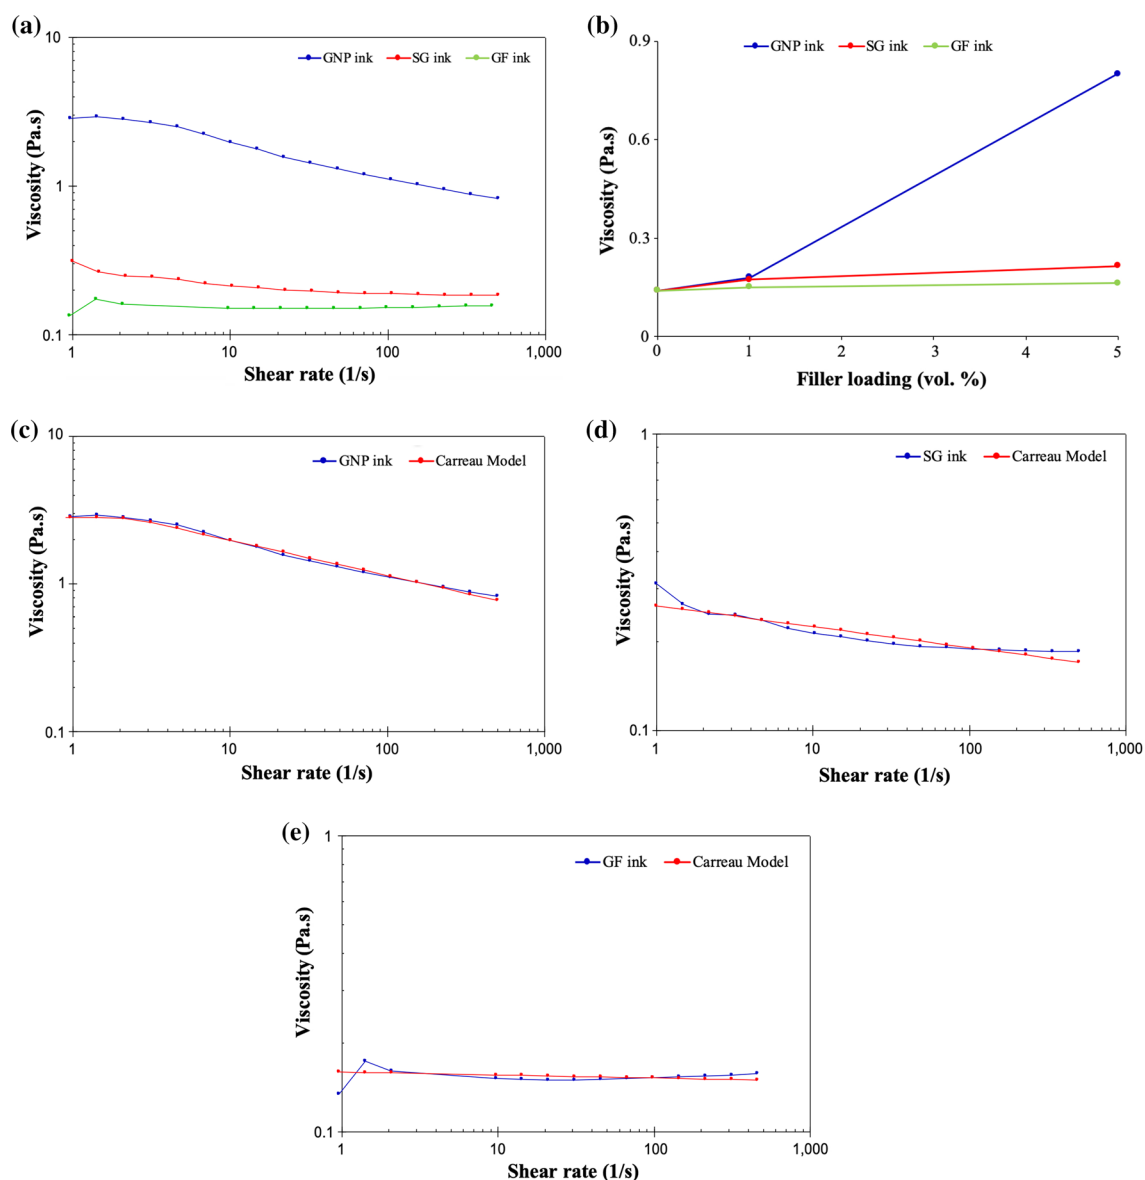 (a)
10
GNP ink SG ink GF ink
Viscosity (Pa.s)
1
0.1
1 10 100 1,000
Shear rate (1/s)
(b)
0.9
GNP ink SG ink GF ink
0.6
Viscosity (Pa.s)
0.3
0
0 1 2 3 4 5
Filler loading (vol. %)
(c)
10
GNP ink Carreau Model
Viscosity (Pa.s)
1
0.1
1 10 100 1,000
Shear rate (1/s)
(d)
1
SG ink Carreau Model
Viscosity (Pa.s)
0.1
1 10 100 1,000
Shear rate (1/s)
(e)
1
GF ink Carreau Model
Viscosity (Pa.s)
0.1
1 10 100 1,000
Shear rate (1/s)